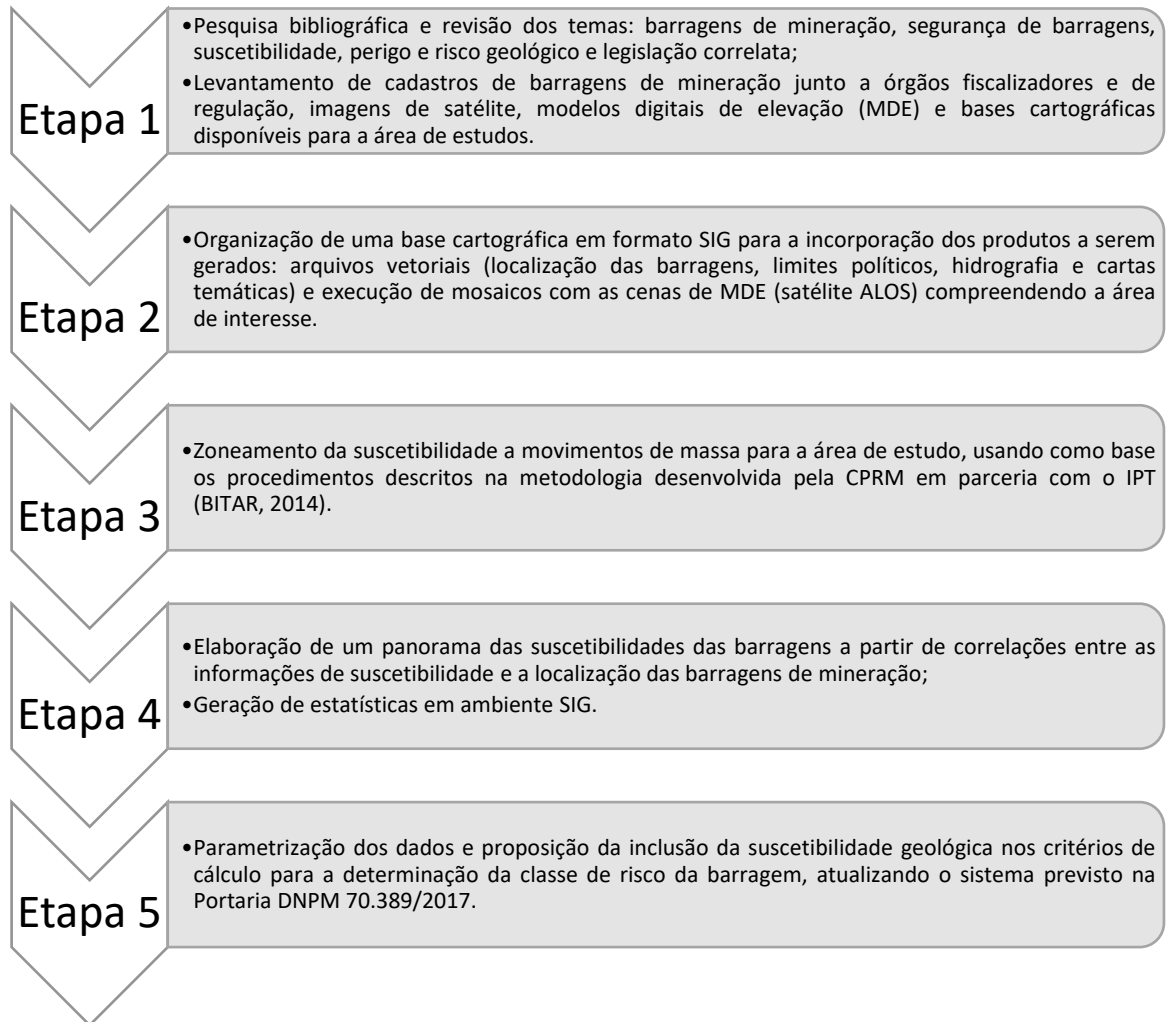 Etapa 1
•Pesquisa bibliográfica e revisão dos temas: barragens de mineração, segurança de barragens,
suscetibilidade, perigo e risco geológico e legislação correlata;
•Levantamento de cadastros de barragens de mineração junto a órgãos fiscalizadores e de
regulação, imagens de satélite, modelos digitais de elevação (MDE) e bases cartográficas
disponíveis para a área de estudos.
Etapa 2
•Organização de uma base cartográfica em formato SIG para a incorporação dos produtos a serem
gerados: arquivos vetoriais (localização das barragens, limites políticos, hidrografia e cartas
temáticas) e execução de mosaicos com as cenas de MDE (satélite ALOS) compreendendo a área
de interesse.
Etapa 3
•Zoneamento da suscetibilidade a movimentos de massa para a área de estudo, usando como base
os procedimentos descritos na metodologia desenvolvida pela CPRM em parceria com o IPT
(BITAR, 2014).
Etapa 4
•Elaboração de um panorama das suscetibilidades das barragens a partir de correlações entre as
informações de suscetibilidade e a localização das barragens de mineração;
•Geração de estatísticas em ambiente SIG.
Etapa 5
•Parametrização dos dados e proposição da inclusão da suscetibilidade geológica nos critérios de
cálculo para a determinação da classe de risco da barragem, atualizando o sistema previsto na
Portaria DNPM 70.389/2017.